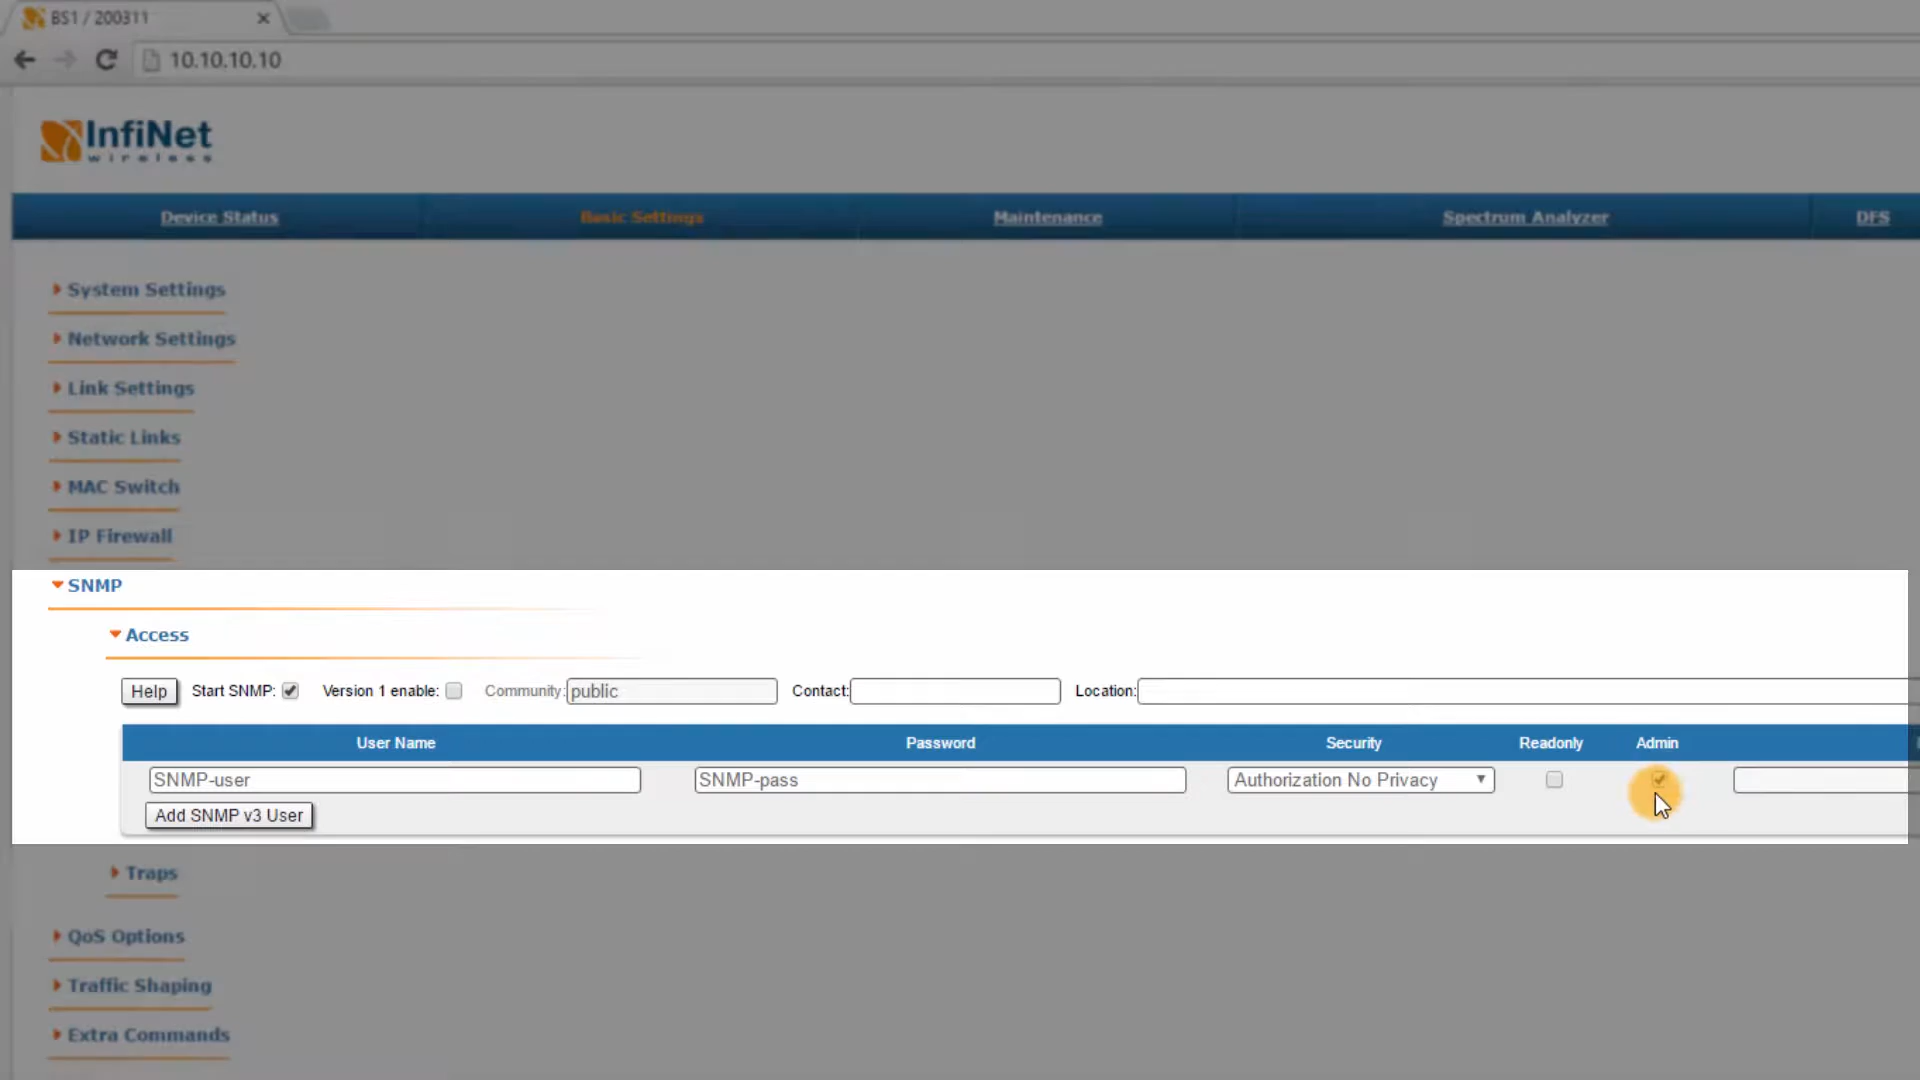 BS1 / 200311
10.10.10.10
InfiNet
wireless
Device Status Basic Settings Maintenance Spectrum Analyzer DFS
System Settings
Network Settings
Link Settings
Static Links
MAC Switch
IP Firewall
SNMP
Access
Help Start SNMP: Version 1 enable: Community: public Contact: Location:
User Name Password Security Readonly Admin
SNMP-user SNMP-pass Authorization No Privacy
Add SNMP v3 User
Traps
QoS Options
Traffic Shaping
Extra Commands